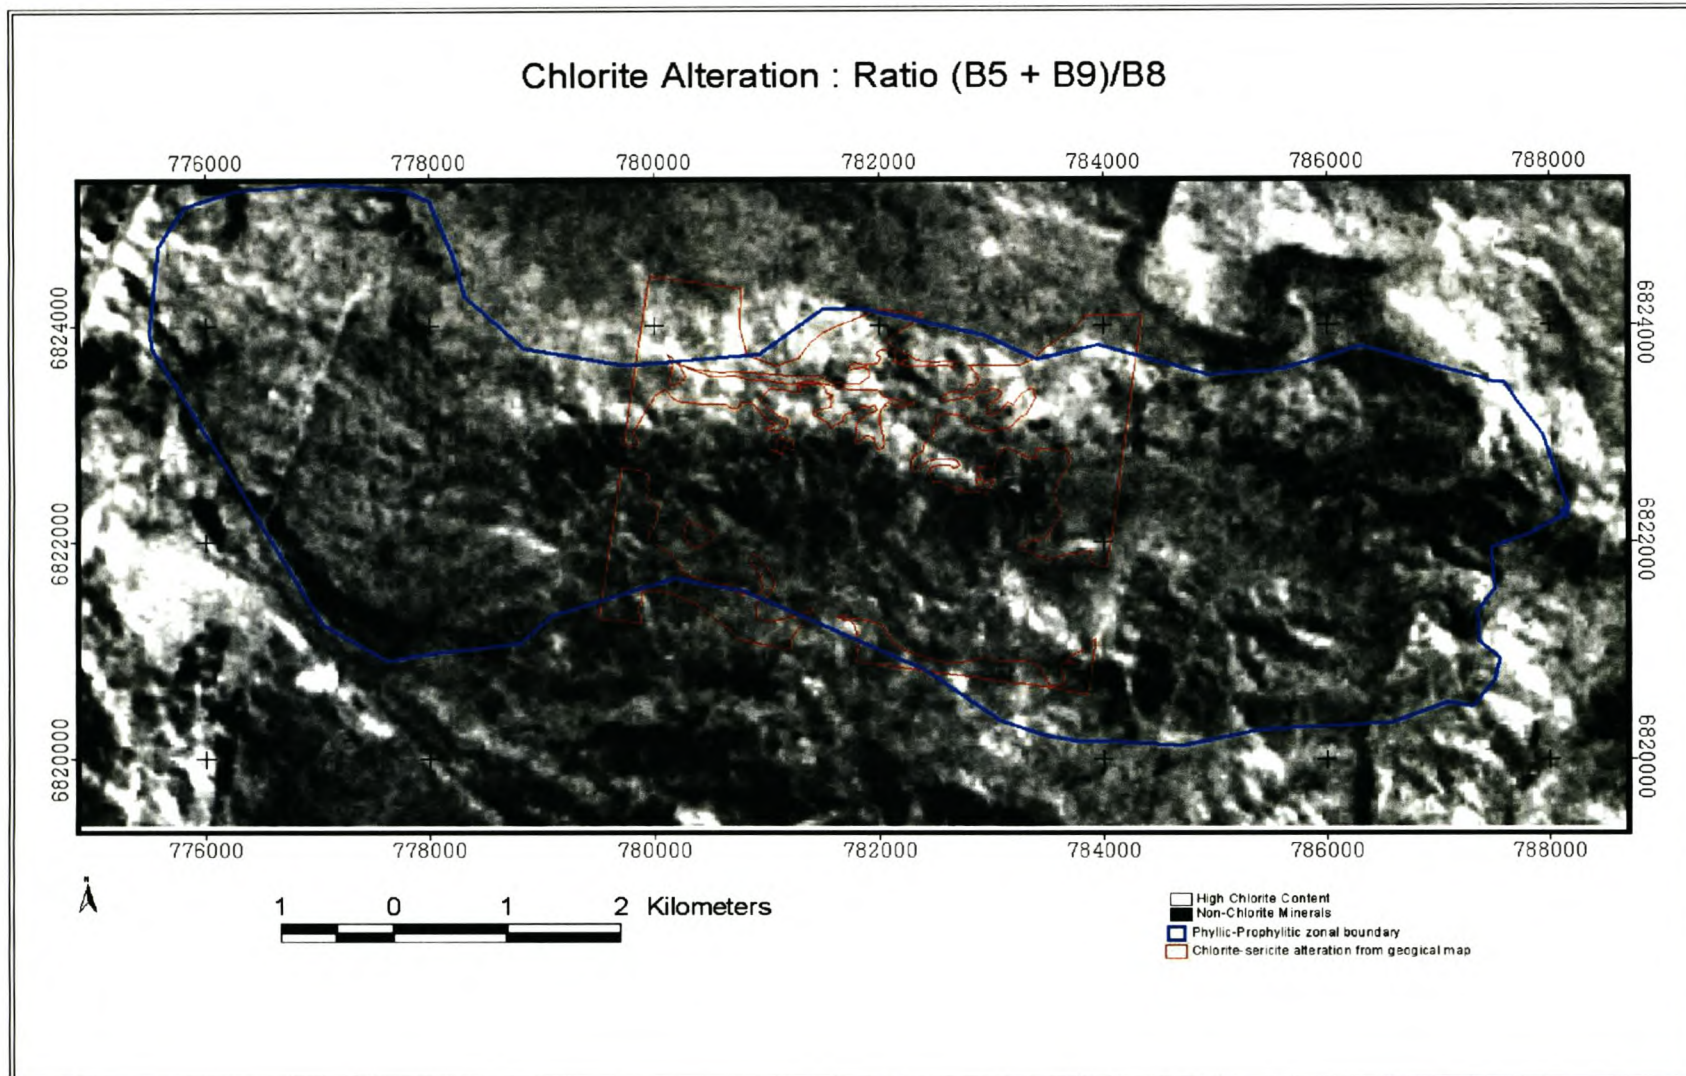 Chlorite Alteration : Ratio (B5 + B9)/B8
776000 778000 780000 782000 784000 786000 788000
6824000 6824000
6822000 6822000
6820000 6820000
776000 778000 780000 782000 784000 786000 788000
N
1 0 1 2 Kilometers
High Chlorite Content
Non-Chlorite Minerals
Phyllic-Prophylitic zonal boundary
Chlorite-sericite alteration from geogical map